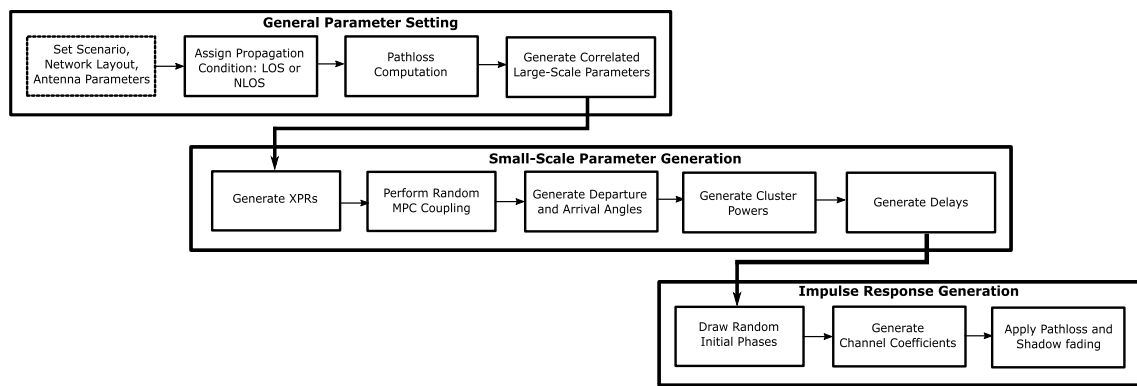 General Parameter Setting
Set Scenario,
Network Layout,
Antenna Parameters
Assign Propagation
Condition: LOS or
NLOS
Pathloss
Computation
Generate Correlated
Large-Scale Parameters
Small-Scale Parameter Generation
Generate XPRs
Perform Random
MPC Coupling
Generate Departure
and Arrival Angles
Generate Cluster
Powers
Generate Delays
Impulse Response Generation
Draw Random
Initial Phases
Generate
Channel Coefficients
Apply Pathloss and
Shadow fading